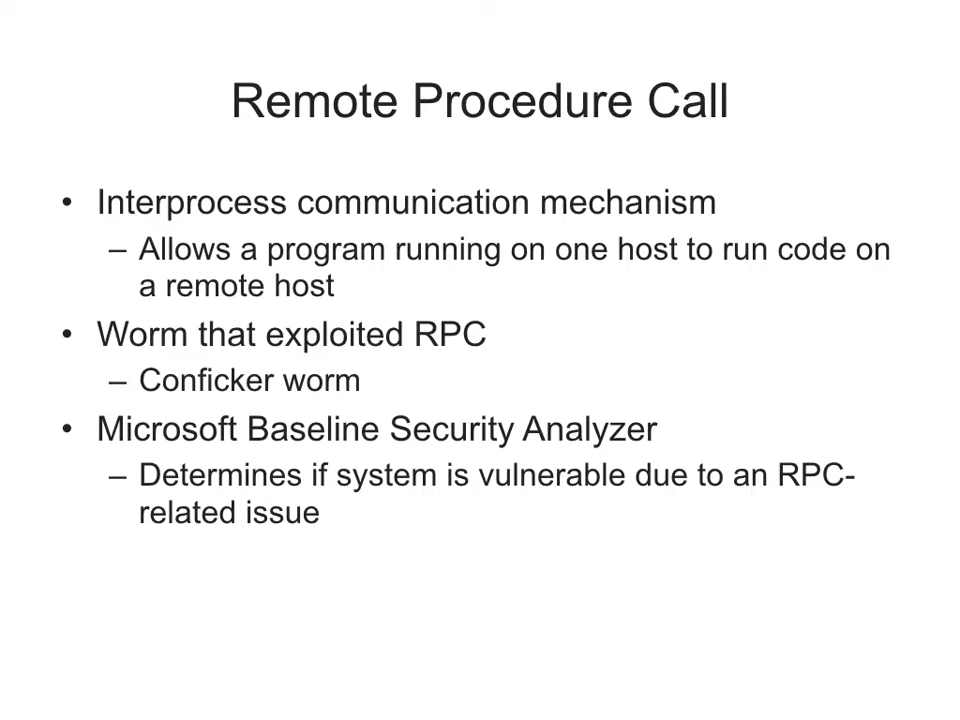 Remote Procedure Call
• Interprocess communication mechanism
– Allows a program running on one host to run code on
a remote host
• Worm that exploited RPC
– Conficker worm
• Microsoft Baseline Security Analyzer
– Determines if system is vulnerable due to an RPC-
related issue